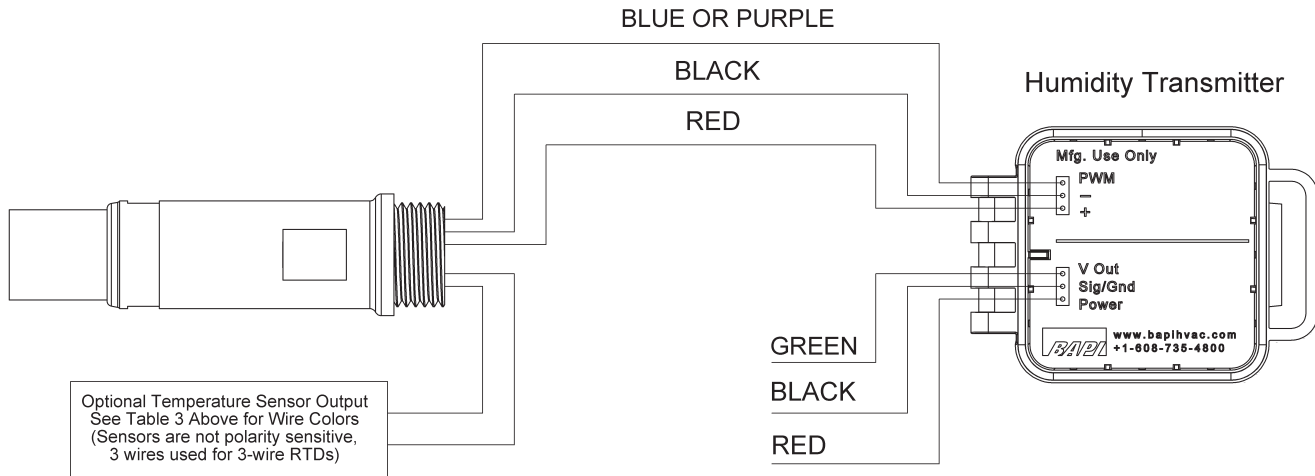 BLUE OR PURPLE
BLACK
RED
Humidity Transmitter
Mfg. Use Only
PWM
–
+
V Out
Sig/Gnd
Power
BAPI
www.bapihvac.com
+1-608-735-4800
GREEN
BLACK
RED
Optional Temperature Sensor Output
See Table 3 Above for Wire Colors
(Sensors are not polarity sensitive,
3 wires used for 3-wire RTDs)